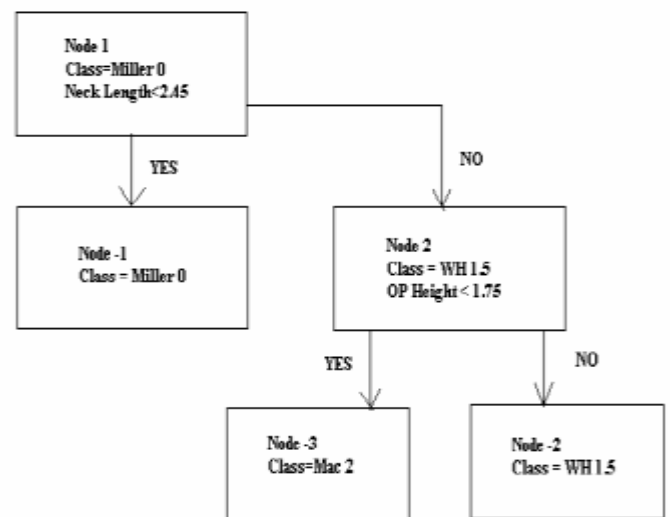 Node 1
Class=Miller 0
Neck Length<2.45
YES
NO
Node -1
Class = Miller 0
Node 2
Class = WH 1.5
OP Height < 1.75
YES
NO
Node -3
Class=Mac 2
Node -2
Class = WH 1.5